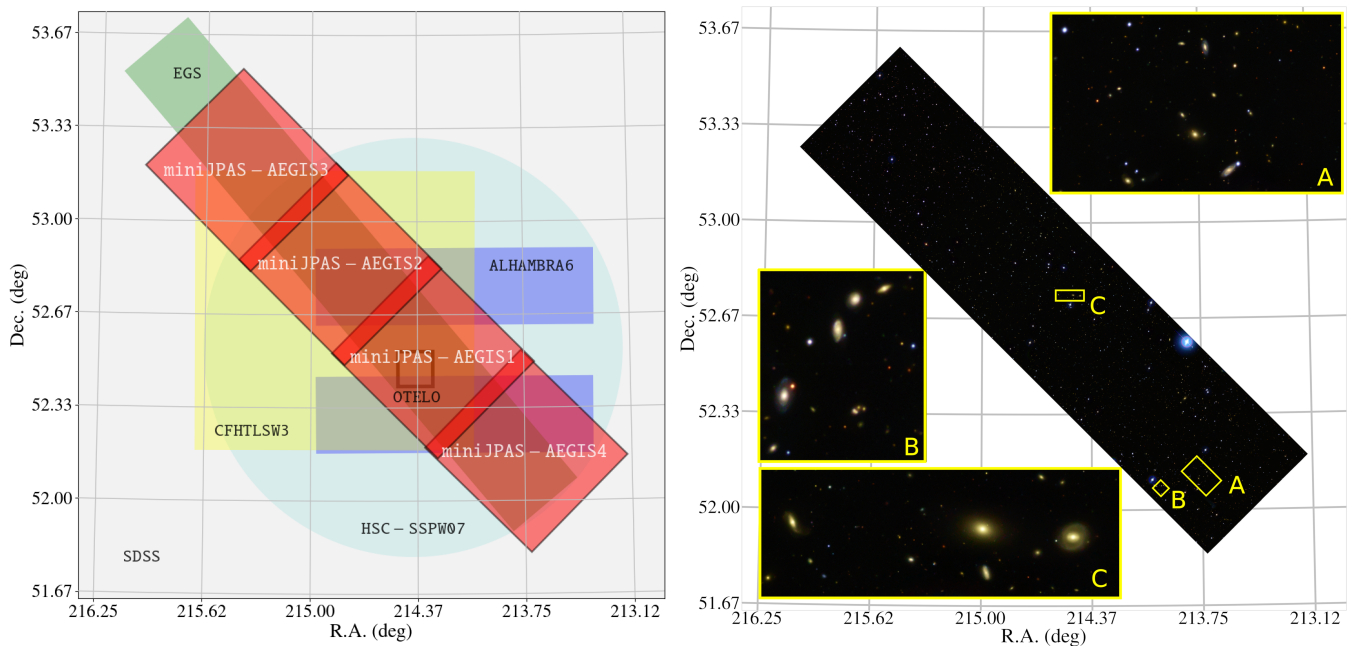 53.67
53.33
53.00
52.67
52.33
52.00
51.67
Dec. (deg)
EGS
miniJPAS – AEGIS3
miniJPAS – AEGIS2
ALHAMBRA6
miniJPAS – AEGIS1
OTELO
CFHTLSW3
miniJPAS – AEGIS4
HSC – SSPW07
SDSS
216.25 215.62 215.00 214.37 213.75 213.12
R.A. (deg)
53.67
53.33
53.00
52.67
52.33
52.00
51.67
Dec. (deg)
A
C
B
A
B
C
216.25 215.62 215.00 214.37 213.75 213.12
R.A. (deg)